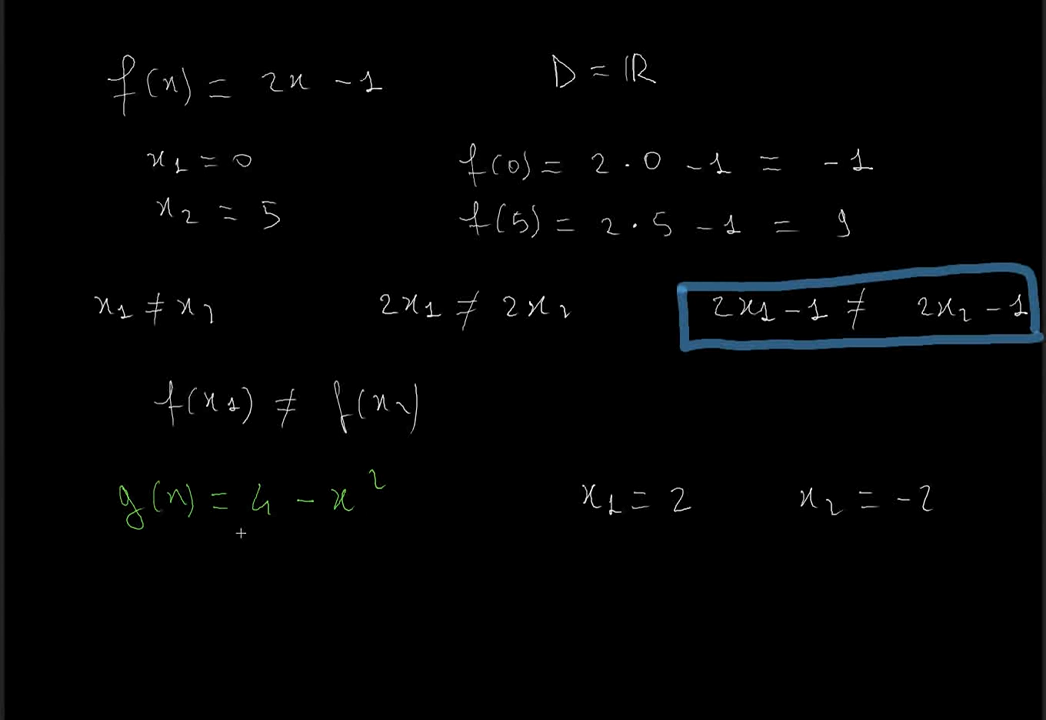 f(x) = 2x - 1 D = ℝ
x₁ = 0 f(0) = 2 · 0 - 1 = -1
x₂ = 5 f(5) = 2 · 5 - 1 = 9
x₁ ≠ x₂ 2x₁ ≠ 2x₂ 2x₁ - 1 ≠ 2x₂ - 1
f(x₁) ≠ f(x₂)
g(x) = 4 - x² x₁ = 2 x₂ = -2